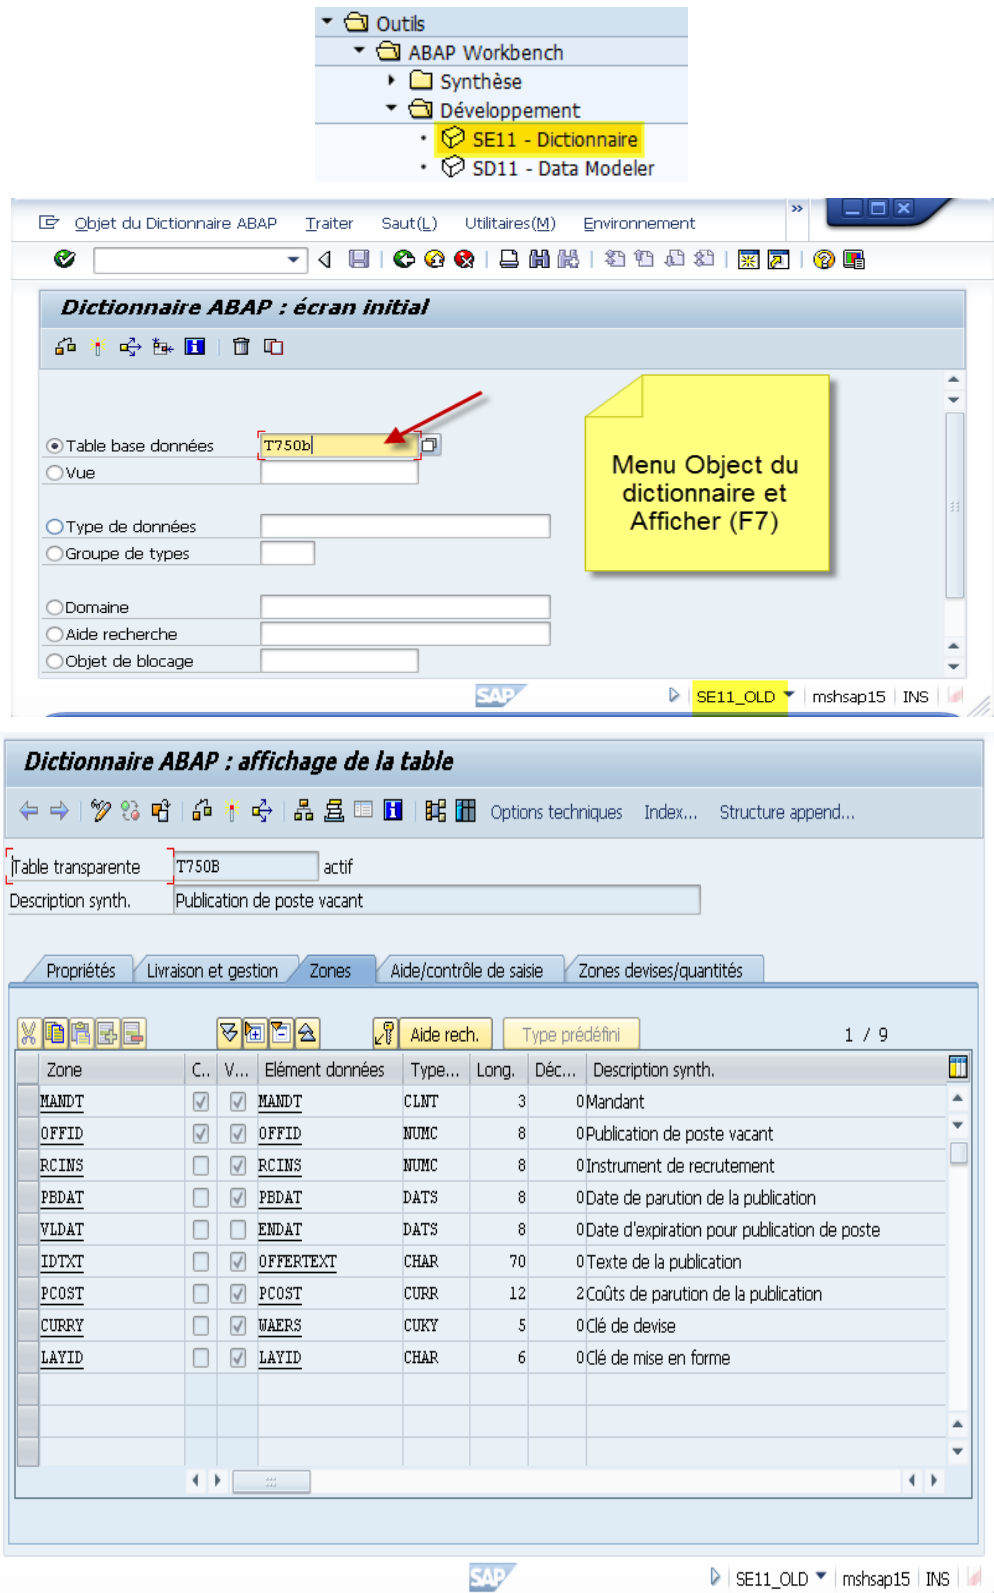 Outils
ABAP Workbench
Synthèse
Développement
SE11 - Dictionnaire
SD11 - Data Modeler
Objet du Dictionnaire ABAP Traiter Saut(L) Utilitaires(M) Environnement
Dictionnaire ABAP : écran initial
Table base données T750b
Vue
Type de données
Groupe de types
Domaine
Aide recherche
Objet de blocage
Menu Object du
dictionnaire et
Afficher (F7)
SAP SE11_OLD mshsap15 INS
Dictionnaire ABAP : affichage de la table
Options techniques Index... Structure append...
Table transparente T750B actif
Description synth. Publication de poste vacant
Propriétés Livraison et gestion Zones Aide/contrôle de saisie Zones devises/quantités
Aide rech. Type prédéfini 1 / 9
Zone C.. V... Elément données Type... Long. Déc... Description synth.
MANDT MANDT CLNT 3 0 Mandant
OFFID OFFID NUMC 8 0 Publication de poste vacant
RCINS RCINS NUMC 8 0 Instrument de recrutement
PBDAT PBDAT DATS 8 0 Date de parution de la publication
VLDAT ENDAT DATS 8 0 Date d'expiration pour publication de poste
IDTXT OFFERTEXT CHAR 70 0 Texte de la publication
PCOST PCOST CURR 12 2 Coûts de parution de la publication
CURRY WAERS CUKY 5 0 Clé de devise
LAYID LAYID CHAR 6 0 Clé de mise en forme
SAP SE11_OLD mshsap15 INS